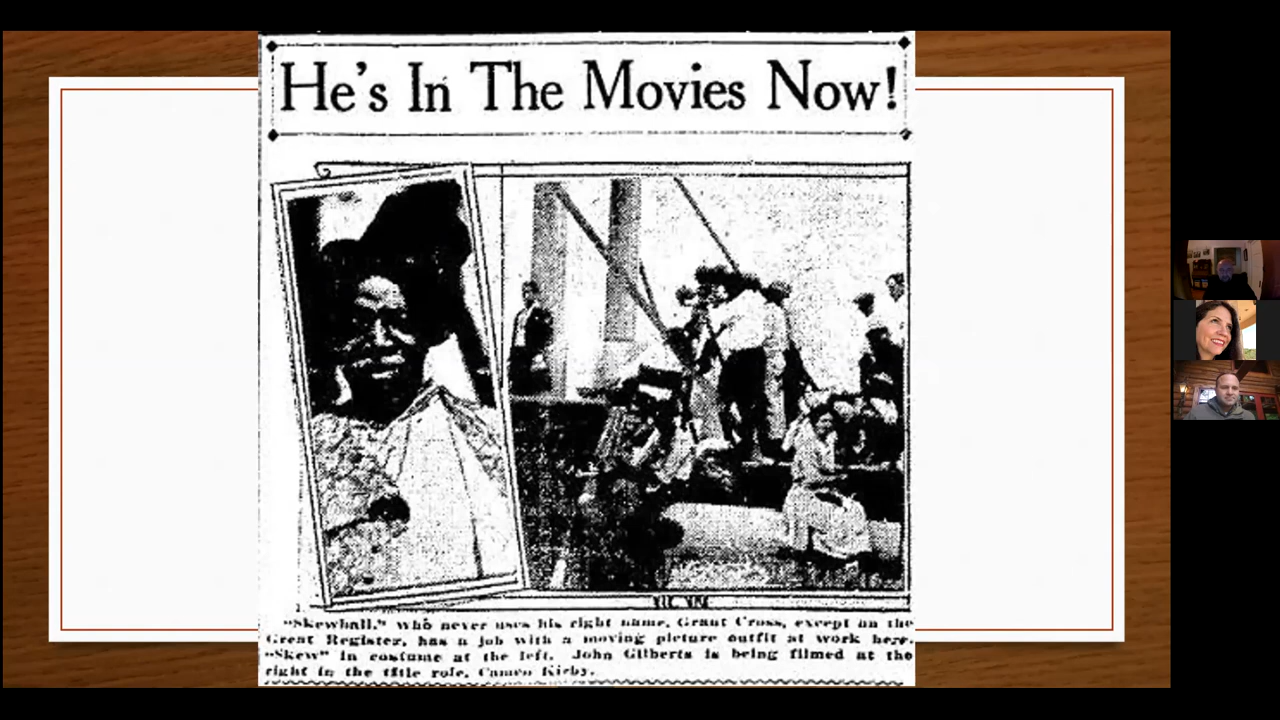 He's In The Movies Now!
"Skewball," who never uses his right name, Grant Cross, except on the
Great Register, has a job with a moving picture outfit at work here.
"Skew" in costume at the left. John Gilberts is being filmed at the
right in the title role, Cameo Kirby.